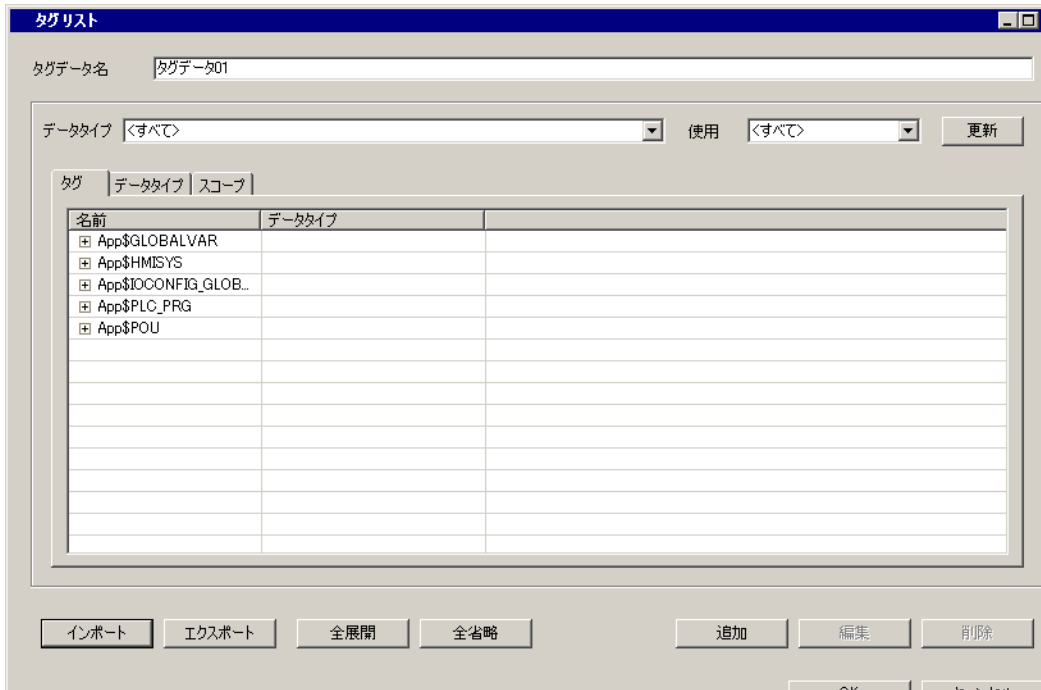 タグリスト
タグデータ名 タグデータ01
データタイプ <すべて> 使用 <すべて> 更新
タグ データタイプ スコープ
名前 データタイプ
App$GLOBALVAR
App$HMISYS
App$IOCONFIG_GLOB...
App$PLC_PRG
App$POU
インポート エクスポート 全展開 全省略 追加 編集 削除